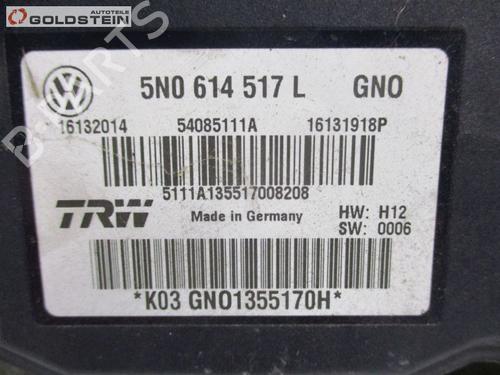 AUTOTEILE
GOLDSTEIN
B-PARTS
5N0 614 517 L GNO
16132014 54085111A 16131918P
5111A135517008208
TRW Made in Germany HW: H12
SW: 0006
*K03 GNO1355170H*